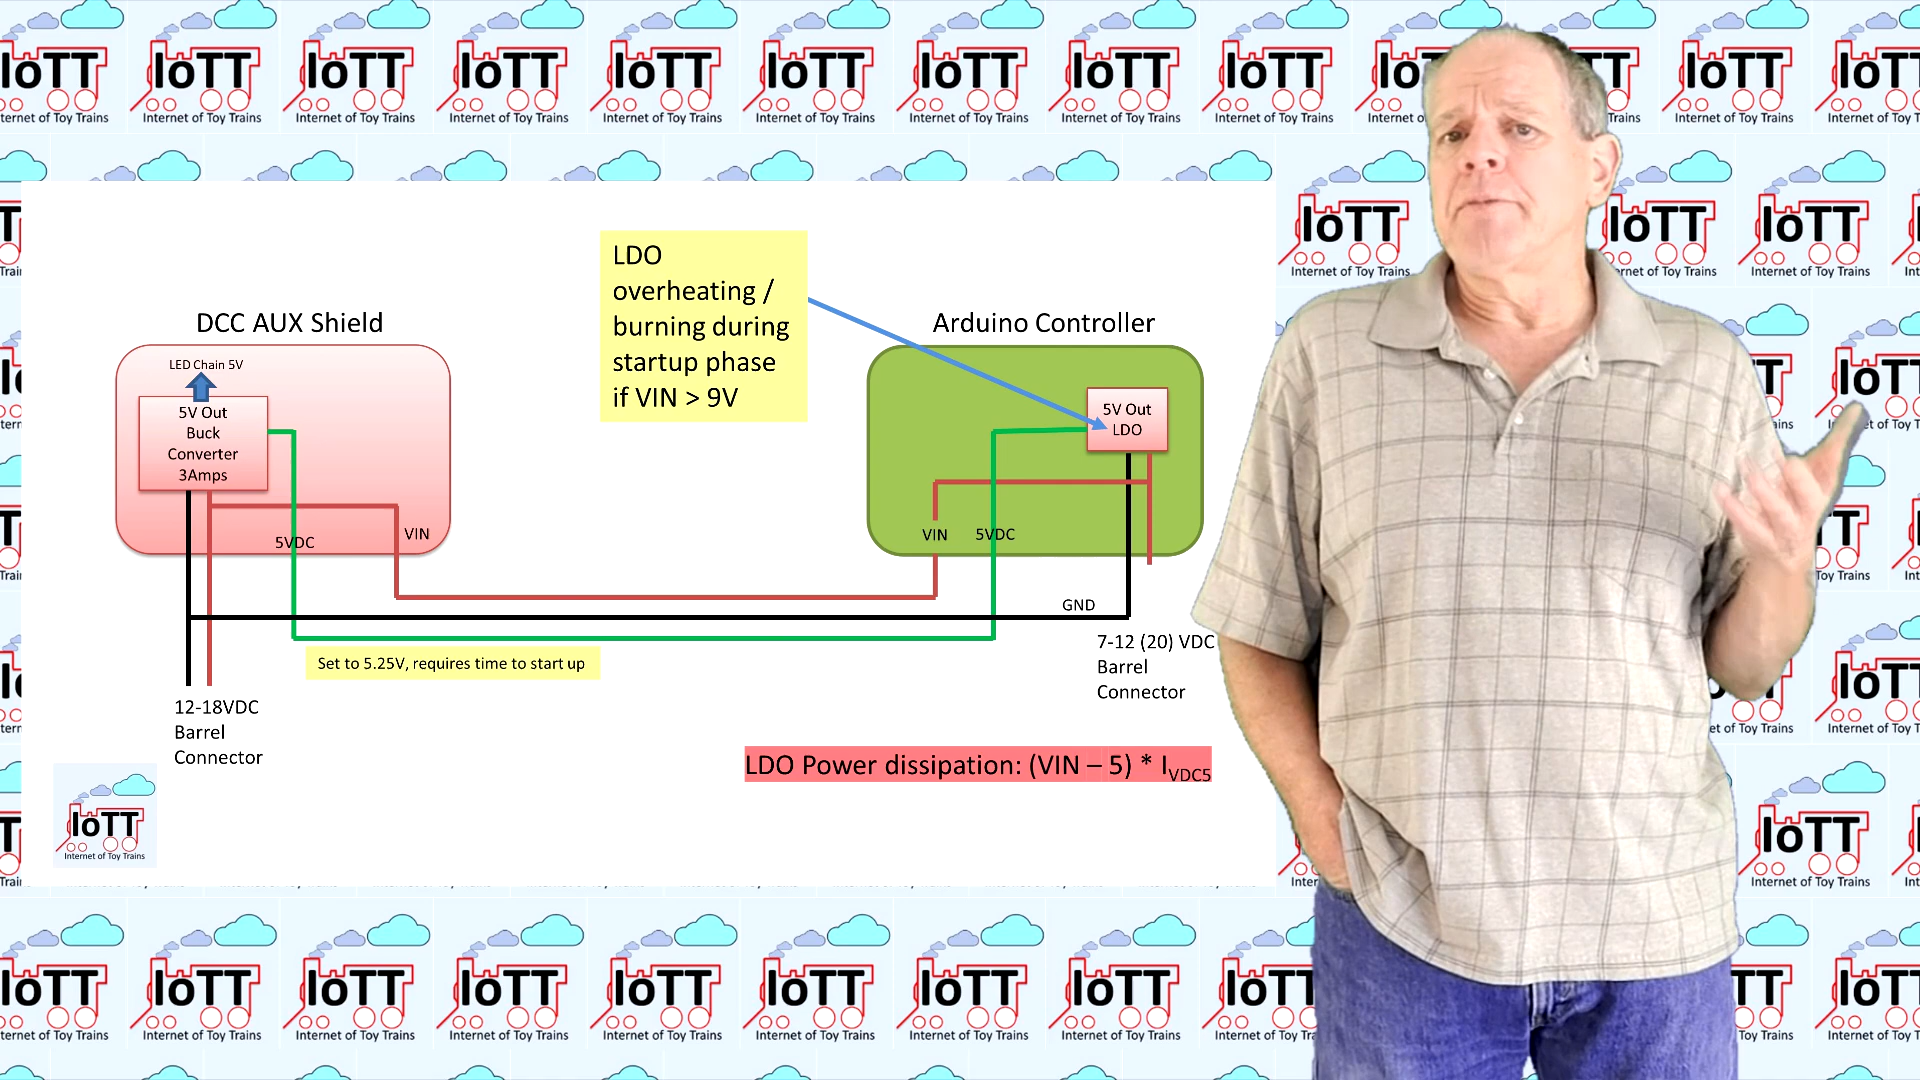 DCC AUX Shield
LED Chain 5V
5V Out
Buck
Converter
3Amps
5VDC
VIN
LDO
overheating /
burning during
startup phase
if VIN > 9V
Arduino Controller
5V Out
LDO
VIN
5VDC
GND
7-12 (20) VDC
Barrel
Connector
Set to 5.25V, requires time to start up
12-18VDC
Barrel
Connector
LDO Power dissipation: (VIN – 5) * IVDC5
IoTT
Internet of Toy Trains